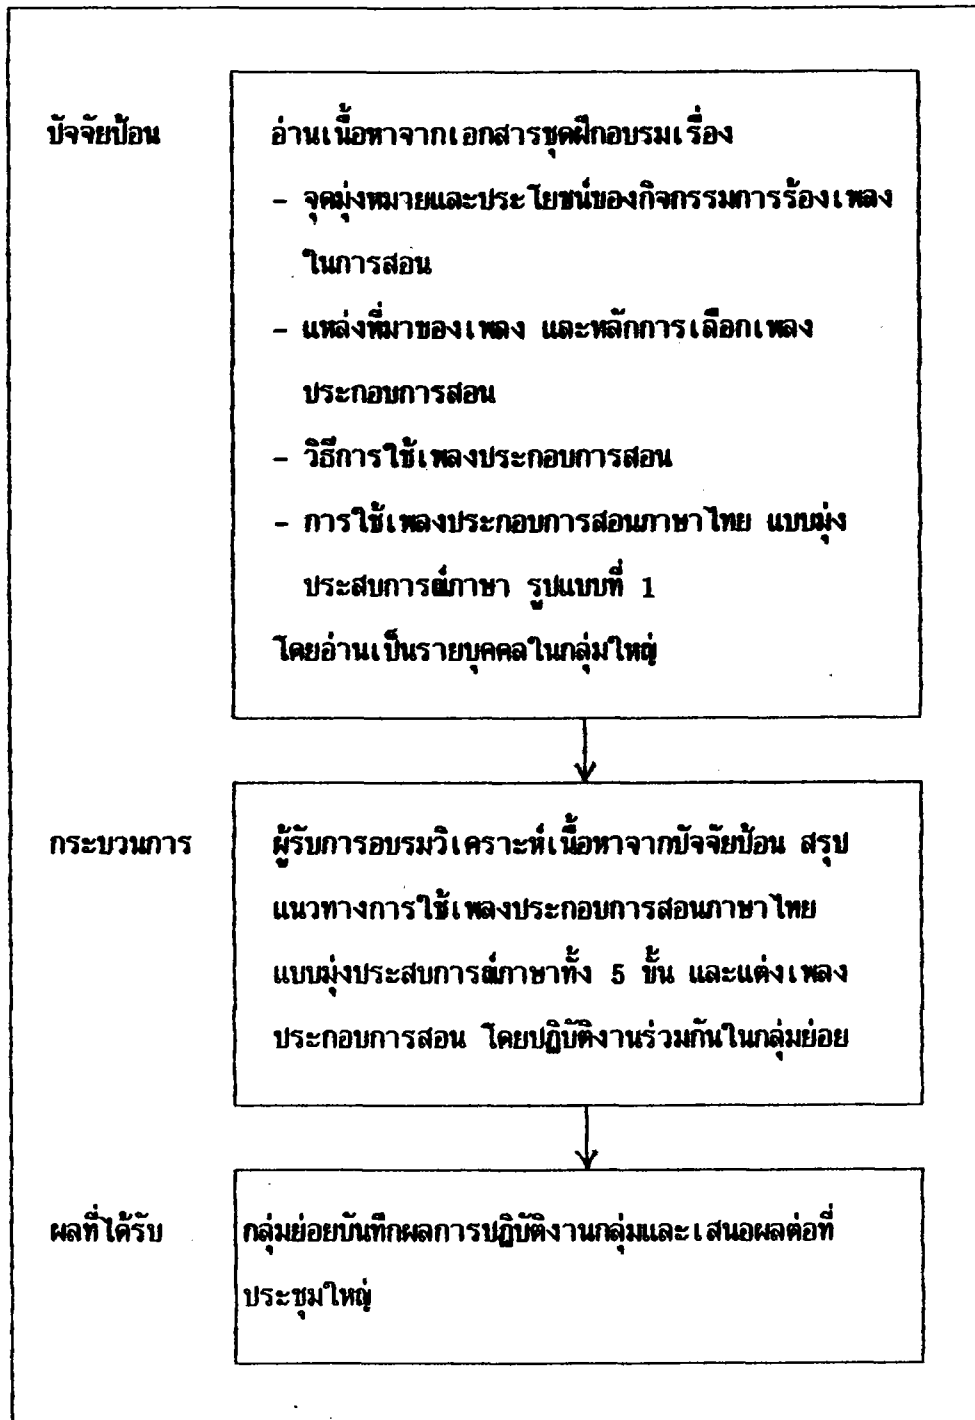 ปัจจัยป้อน อ่านเนื้อหาจากเอกสารชุดฝึกอบรมเรื่อง
- จุดมุ่งหมายและประโยชน์ของกิจกรรมการร้องเพลง
ในการสอน
- แหล่งที่มาของเพลง และหลักการเลือกเพลง
ประกอบการสอน
- วิธีการใช้เพลงประกอบการสอน
- การใช้เพลงประกอบการสอนภาษาไทย แบบมุ่ง
ประสบการณ์ภาษา รูปแบบที่ 1
โดยอ่านเป็นรายบุคคลในกลุ่มใหญ่
กระบวนการ ผู้รับการอบรมวิเคราะห์เนื้อหาจากปัจจัยป้อน สรุป
แนวทางการใช้เพลงประกอบการสอนภาษาไทย
แบบมุ่งประสบการณ์ภาษาทั้ง 5 ขั้น และแต่งเพลง
ประกอบการสอน โดยปฏิบัติงานร่วมกันในกลุ่มย่อย
ผลที่ได้รับ กลุ่มย่อยบันทึกผลการปฏิบัติงานกลุ่มและเสนอผลต่อที่
ประชุมใหญ่